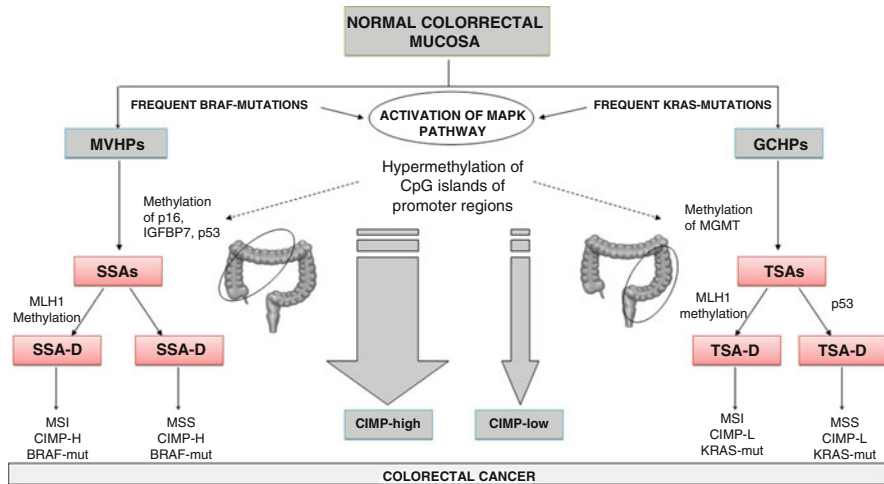 NORMAL COLORRECTAL
MUCOSA
FREQUENT BRAF-MUTATIONS
ACTIVATION OF MAPK
PATHWAY
FREQUENT KRAS-MUTATIONS
MVHPs
GCHPs
Hypermethylation of
CpG islands of
promoter regions
Methylation
of p16,
IGFBP7, p53
Methylation
of MGMT
SSAs
TSAs
MLH1
Methylation
MLH1
methylation
p53
SSA-D
SSA-D
TSA-D
TSA-D
CIMP-high
CIMP-low
MSI
CIMP-H
BRAF-mut
MSS
CIMP-H
BRAF-mut
MSI
CIMP-L
KRAS-mut
MSS
CIMP-L
KRAS-mut
COLORECTAL CANCER